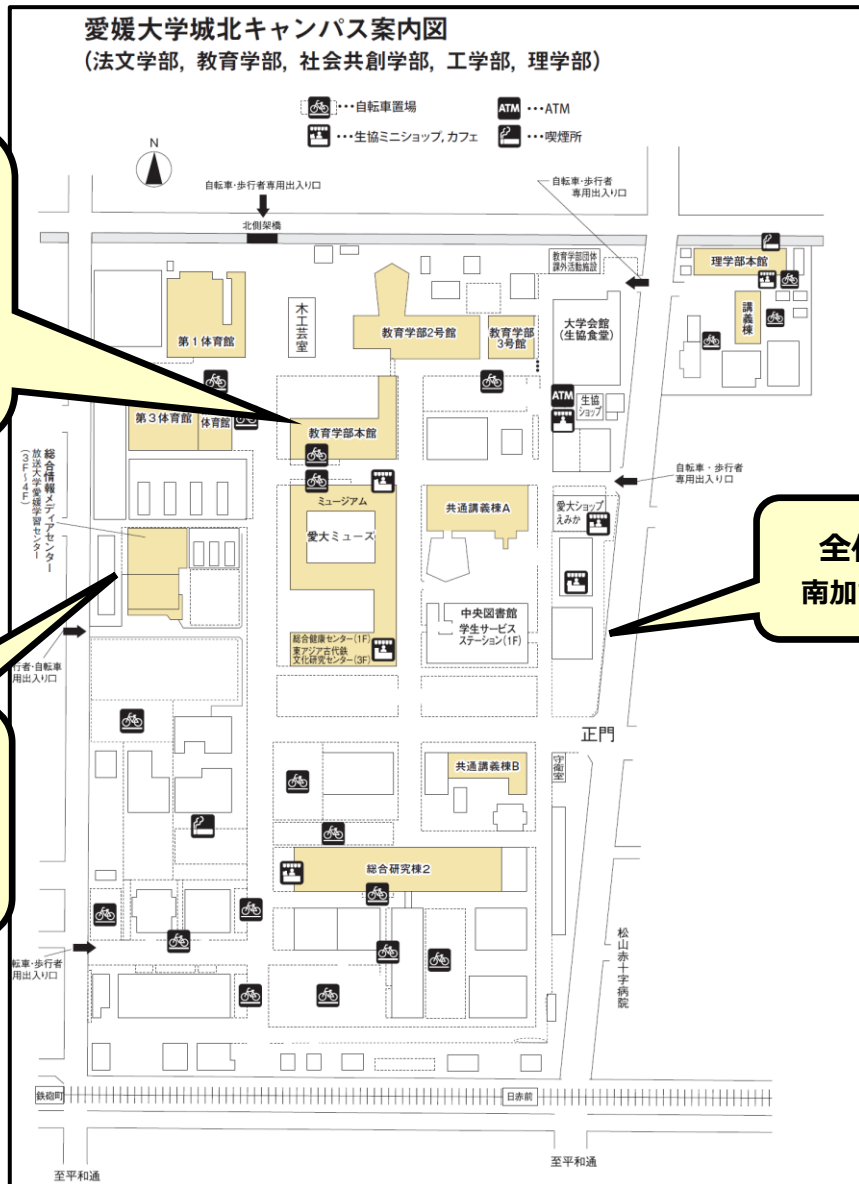 愛媛大学城北キャンパス案内図
(法文学部, 教育学部, 社会共創学部, 工学部, 理学部)
･･･自転車置場
ATM ･･･ATM
･･･生協ミニショップ,カフェ
･･･喫煙所
N
自転車・歩行者専用出入り口
自転車・歩行者
専用出入り口
北側架橋
教育学部団体
課外活動施設
理学部本館
講義棟
第1体育館
木工芸室
教育学部2号館
教育学部
3号館
大学会館
(生協食堂)
ATM
生協
ショップ
第3体育館
体育館
教育学部本館
自転車・歩行者
専用出入り口
総合情報メディアセンター
放送大学愛媛学習センター
(3F〜4F)
ミュージアム
愛大ミューズ
共通講義棟A
愛大ショップ
えみか
全
南加
中央図書館
学生サービス
ステーション(1F)
総合健康センター(1F)
東アジア古代鉄
文化研究センター(3F)
行者・自転車
用出入り口
正門
守衛室
共通講義棟B
総合研究棟2
転車・歩行者
用出入り口
松山赤十字病院
鉄砲町
日赤前
至平和通
至平和通